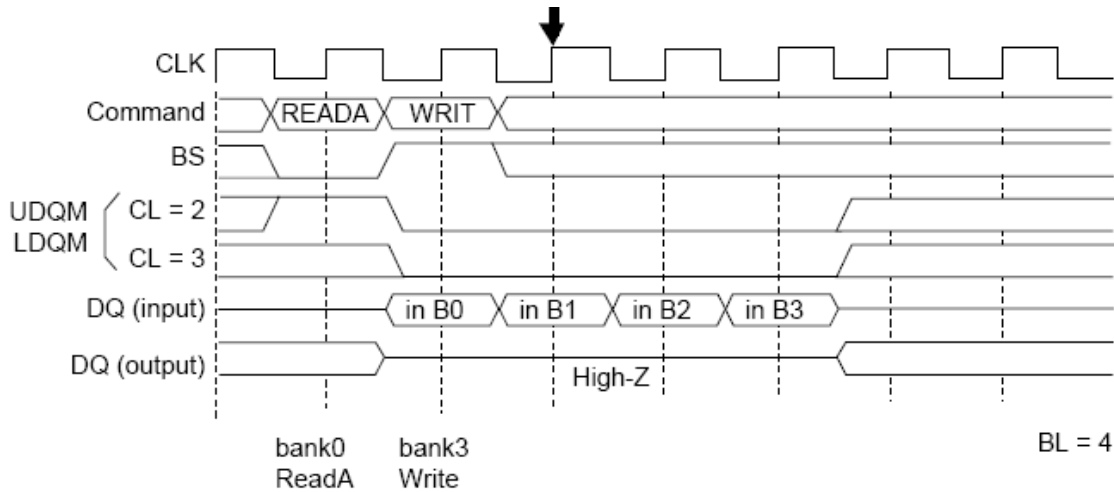 CLK
Command READA WRIT
BS
UDQM CL = 2
LDQM CL = 3
DQ (input) in B0 in B1 in B2 in B3
DQ (output) High-Z
bank0 bank3 BL = 4
ReadA Write